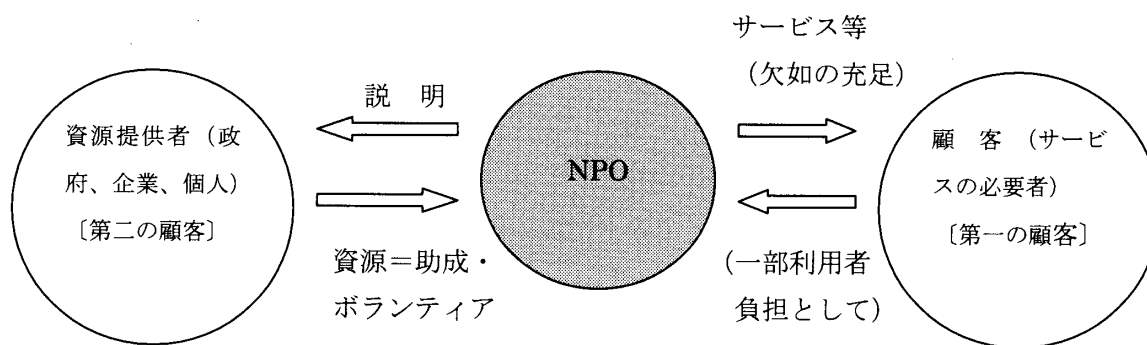 サービス等
(欠如の充足)
説 明
資源提供者(政
府、企業、個人)
〔第二の顧客〕
NPO
顧 客 (サービ
スの必要者)
〔第一の顧客〕
資源=助成・
ボランティア
(一部利用者
負担として)